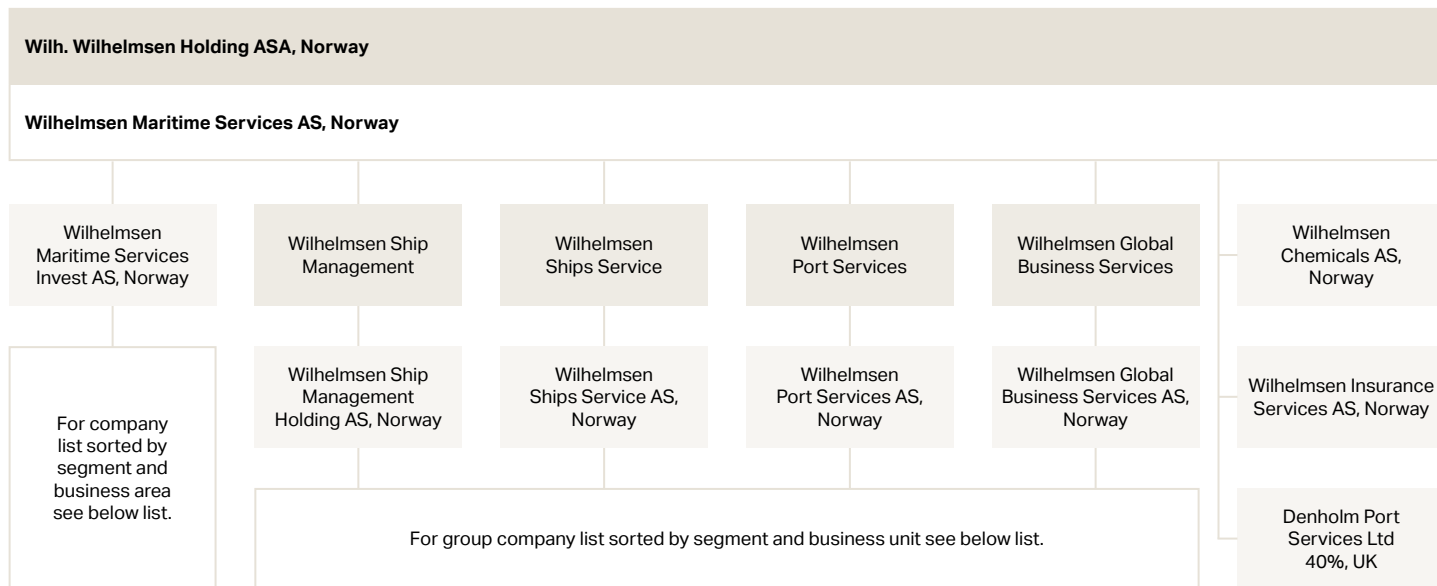 Wilh. Wilhelmsen Holding ASA, Norway
Wilhelmsen Maritime Services AS, Norway
Wilhelmsen
Maritime Services
Invest AS, Norway
Wilhelmsen Ship
Management
Wilhelmsen
Ships Service
Wilhelmsen
Port Services
Wilhelmsen Global
Business Services
Wilhelmsen
Chemicals AS,
Norway
For company
list sorted by
segment and
business area
see below list.
Wilhelmsen Ship
Management
Holding AS, Norway
Wilhelmsen
Ships Service AS,
Norway
Wilhelmsen
Port Services AS,
Norway
Wilhelmsen Global
Business Services AS,
Norway
Wilhelmsen Insurance
Services AS, Norway
For group company list sorted by segment and business unit see below list.
Denholm Port
Services Ltd
40%, UK